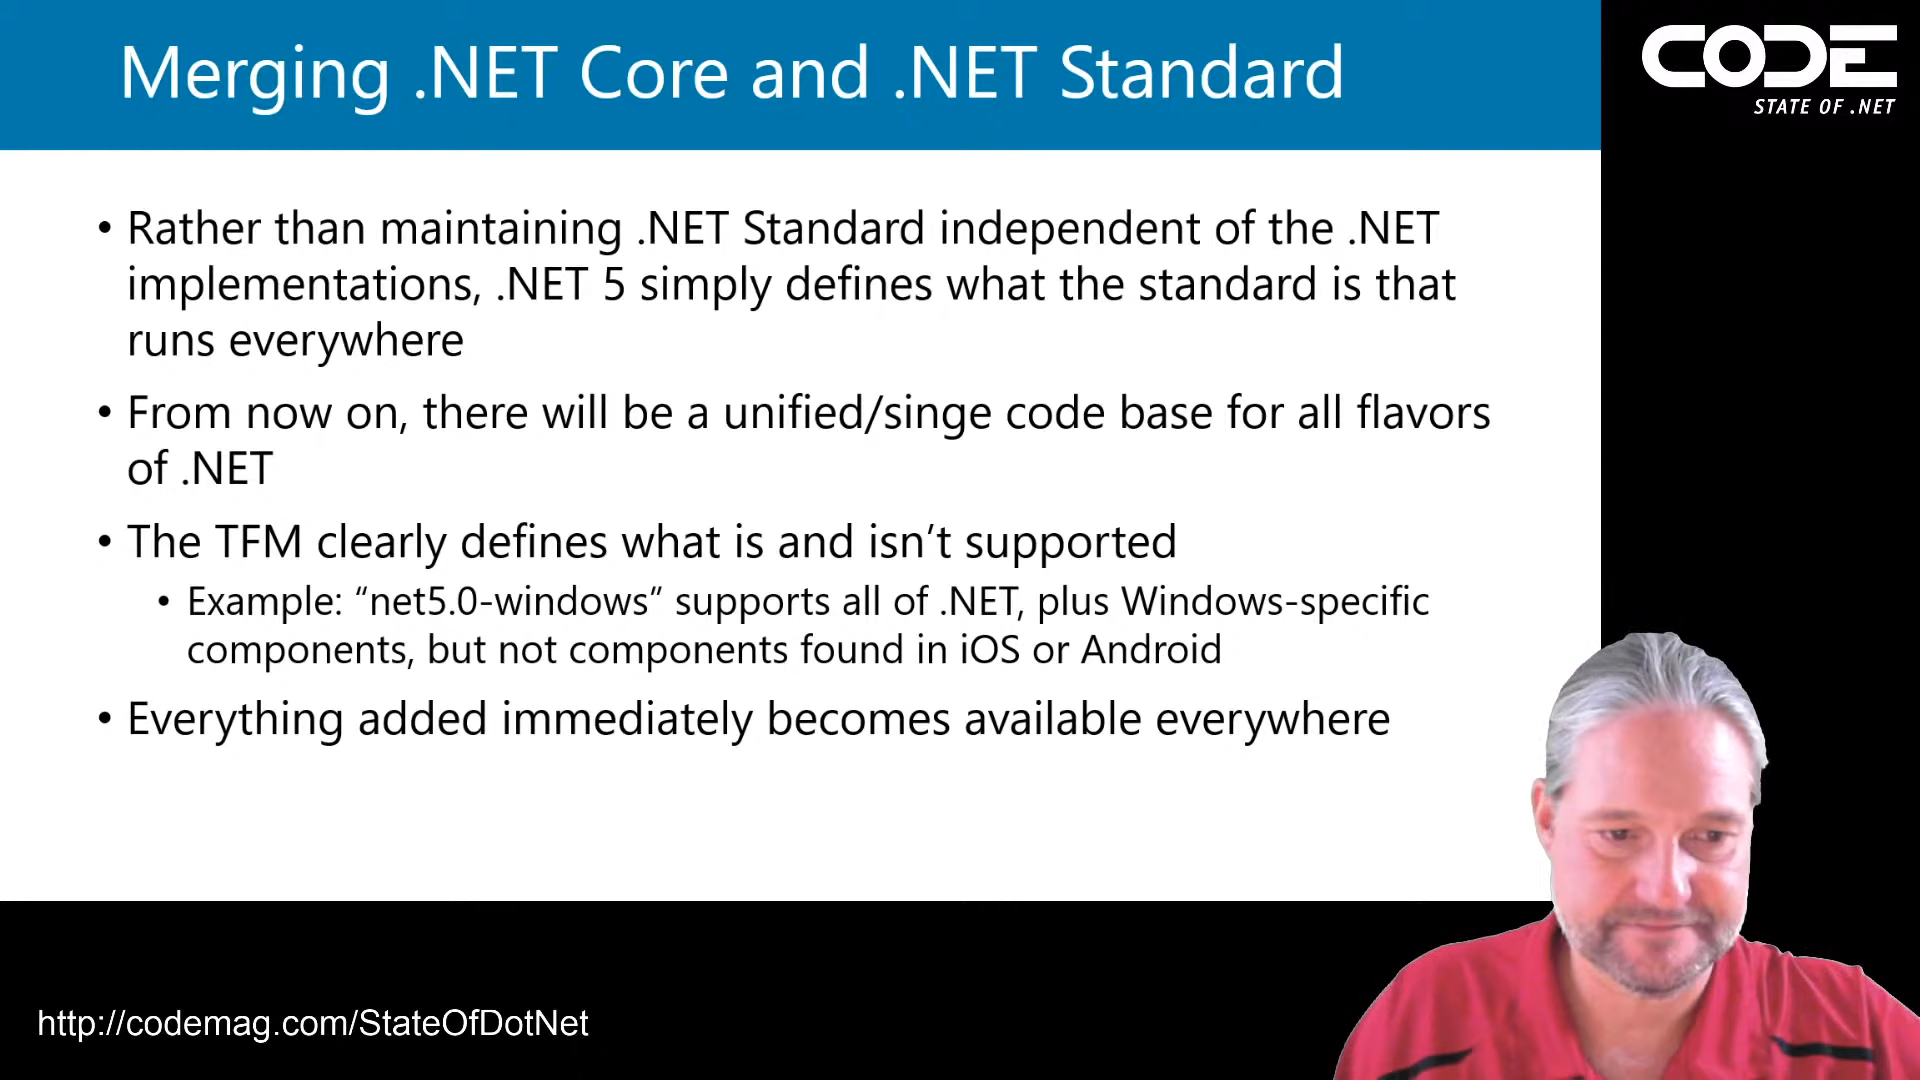 Merging .NET Core and .NET Standard
CODE
STATE OF .NET
• Rather than maintaining .NET Standard independent of the .NET
implementations, .NET 5 simply defines what the standard is that
runs everywhere
• From now on, there will be a unified/singe code base for all flavors
of .NET
• The TFM clearly defines what is and isn’t supported
• Example: “net5.0-windows” supports all of .NET, plus Windows-specific
components, but not components found in iOS or Android
• Everything added immediately becomes available everywhere
http://codemag.com/StateOfDotNet